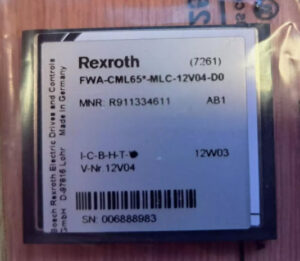 Rexroth (7261)
FWA-CML65*-MLC-12V04-D0
MNR: R911334611 AB1
I-C-B-H-T- 12W03
V-Nr.12V04
SN: 006888983
Bosch Rexroth Electric Drives and Controls
GmbH D-97816 Lohr Made in Germany